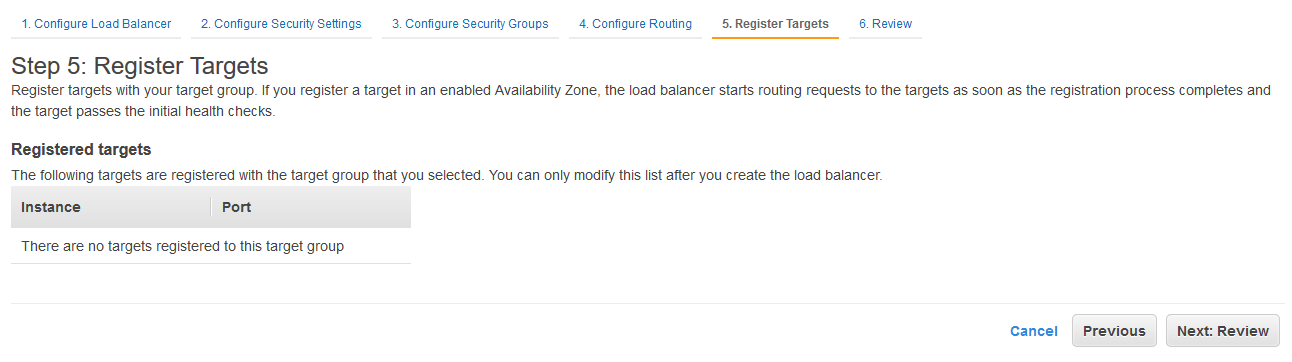 1. Configure Load Balancer 2. Configure Security Settings 3. Configure Security Groups 4. Configure Routing 5. Register Targets 6. Review
Step 5: Register Targets
Register targets with your target group. If you register a target in an enabled Availability Zone, the load balancer starts routing requests to the targets as soon as the registration process completes and
the target passes the initial health checks.
Registered targets
The following targets are registered with the target group that you selected. You can only modify this list after you create the load balancer.
Instance Port
There are no targets registered to this target group
Cancel Previous Next: Review